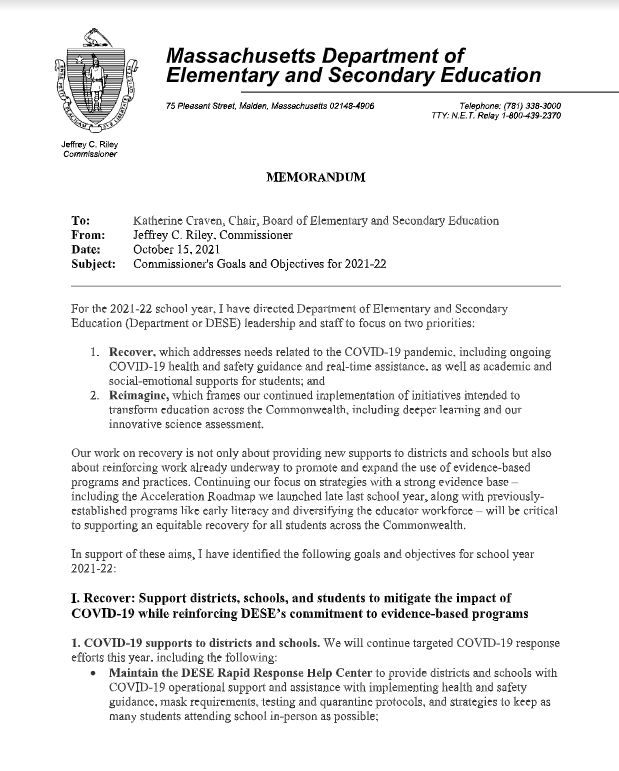 Massachusetts Department of
Elementary and Secondary Education
75 Pleasant Street, Malden, Massachusetts 02148-4906
Telephone: (781) 338-3000
TTY: N.E.T. Relay 1-800-439-2370
Jeffrey C. Riley
Commissioner
MEMORANDUM
To: Katherine Craven, Chair, Board of Elementary and Secondary Education
From: Jeffrey C. Riley, Commissioner
Date: October 15, 2021
Subject: Commissioner's Goals and Objectives for 2021-22
For the 2021-22 school year, I have directed Department of Elementary and Secondary
Education (Department or DESE) leadership and staff to focus on two priorities:
1. Recover, which addresses needs related to the COVID-19 pandemic, including ongoing
COVID-19 health and safety guidance and real-time assistance, as well as academic and
social-emotional supports for students; and
2. Reimagine, which frames our continued implementation of initiatives intended to
transform education across the Commonwealth, including deeper learning and our
innovative science assessment.
Our work on recovery is not only about providing new supports to districts and schools but also
about reinforcing work already underway to promote and expand the use of evidence-based
programs and practices. Continuing our focus on strategies with a strong evidence base –
including the Acceleration Roadmap we launched late last school year, along with previously-
established programs like early literacy and diversifying the educator workforce – will be critical
to supporting an equitable recovery for all students across the Commonwealth.
In support of these aims, I have identified the following goals and objectives for school year
2021-22:
I. Recover: Support districts, schools, and students to mitigate the impact of
COVID-19 while reinforcing DESE's commitment to evidence-based programs
1. COVID-19 supports to districts and schools. We will continue targeted COVID-19 response
efforts this year, including the following:
• Maintain the DESE Rapid Response Help Center to provide districts and schools with
COVID-19 operational support and assistance with implementing health and safety
guidance, mask requirements, testing and quarantine protocols, and strategies to keep as
many students attending school in-person as possible;